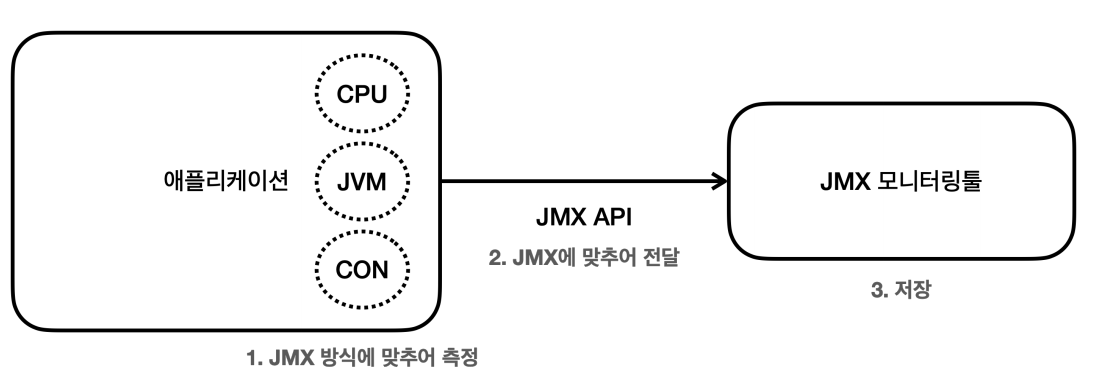 CPU
애플리케이션
JVM
CON
1. JMX 방식에 맞추어 측정
JMX API
2. JMX에 맞추어 전달
JMX 모니터링툴
3. 저장